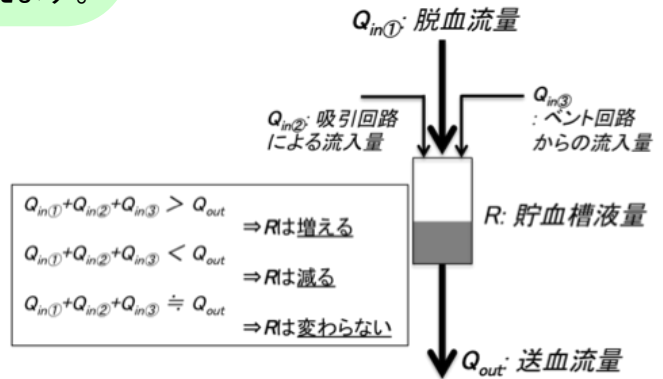 Qin①: 脱血流量
Qin②: 吸引回路
による流入量
Qin③
: ベント回路
からの流入量
Qin①+Qin②+Qin③ > Qout
⇒Rは増える
Qin①+Qin②+Qin③ < Qout
⇒Rは減る
Qin①+Qin②+Qin③ ≒ Qout
⇒Rは変わらない
R: 貯血槽液量
Qout: 送血流量